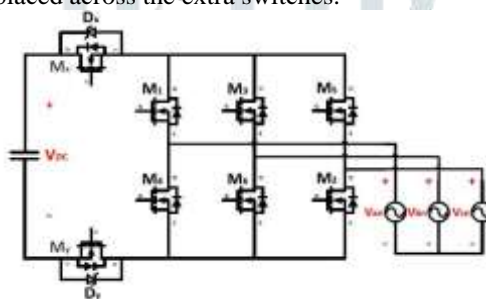 placed across the extra switches.
Dx
Mx
M1
M3
M5
VDC
M4
M6
M2
My
Dy